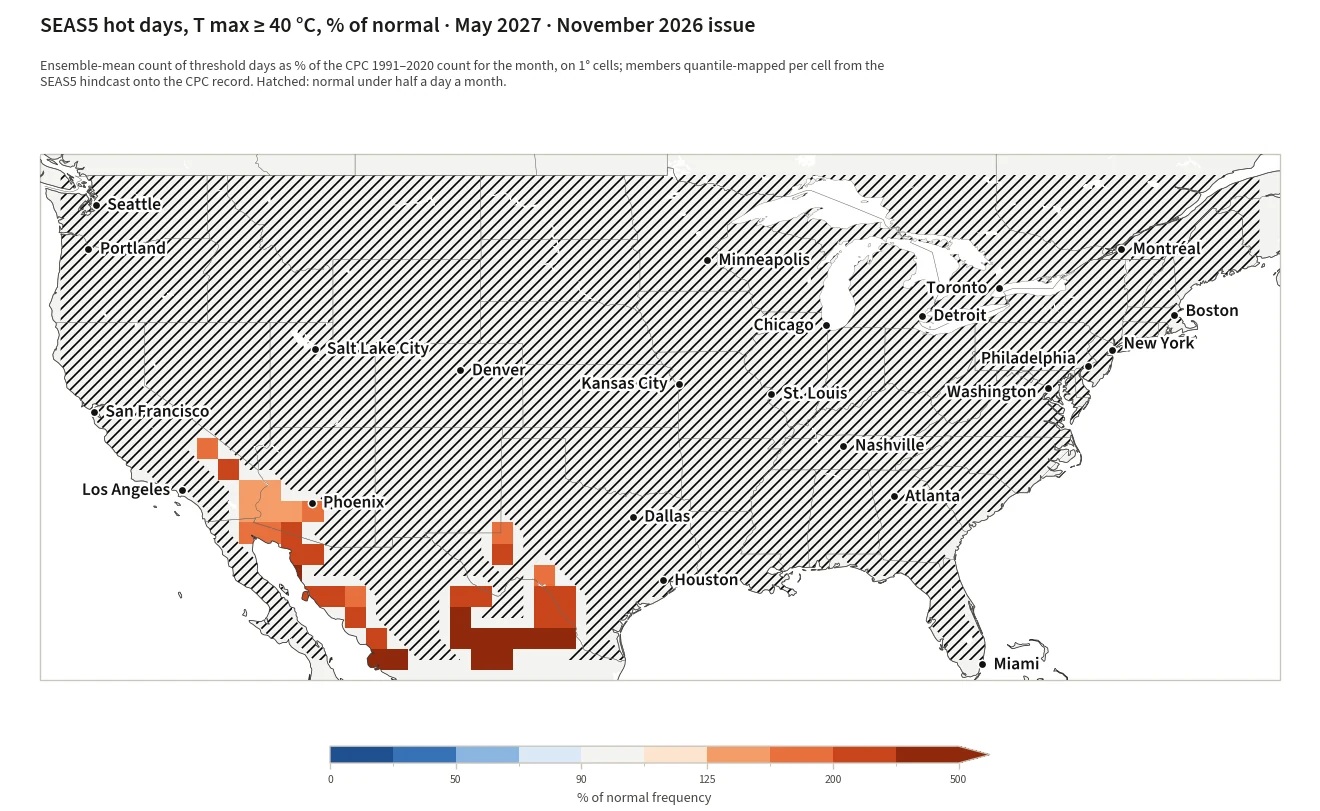 SEAS5 hot days, T max ≥ 40 °C, % of normal · May 2027 · November 2026 issue
Ensemble-mean count of threshold days as % of the CPC 1991–2020 count for the month, on 1° cells; members quantile-mapped per cell from the
SEAS5 hindcast onto the CPC record. Hatched: normal under half a day a month.
Seattle
Portland
Montréal
Minneapolis
Toronto
Boston
Detroit
Chicago
New York
Salt Lake City
Philadelphia
Denver
Kansas City
St. Louis
Washington
San Francisco
Nashville
Los Angeles
Phoenix
Atlanta
Dallas
Houston
Miami
0 50 90 125 200 500
% of normal frequency